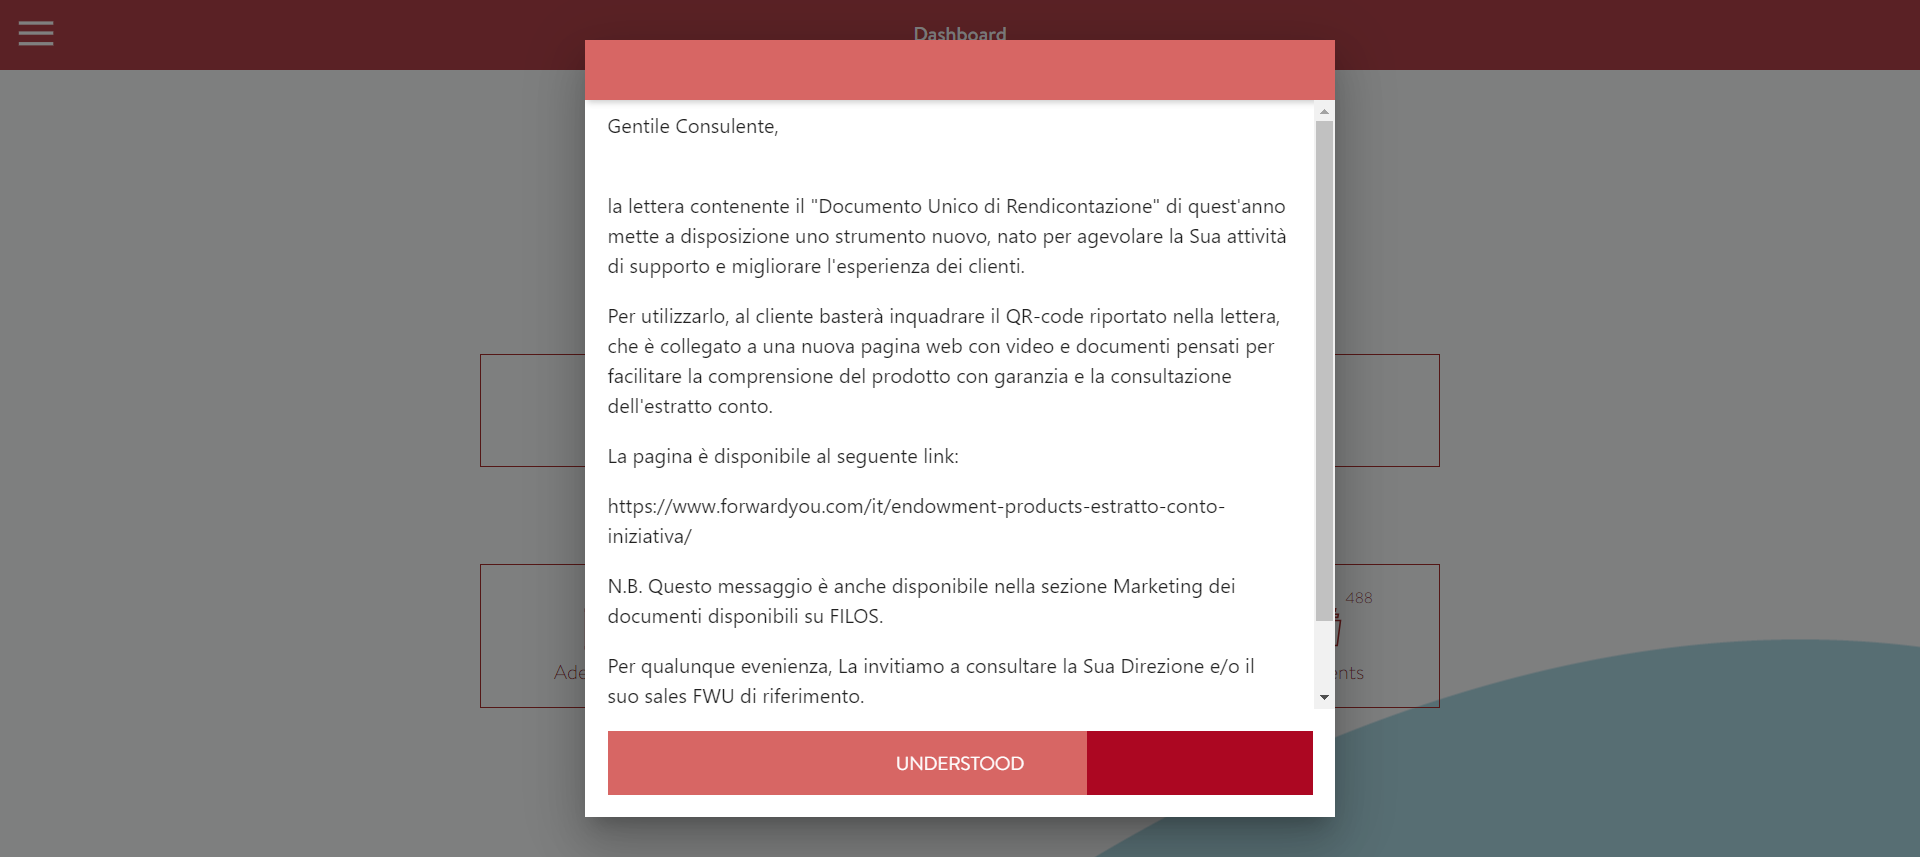 Dashboard
Gentile Consulente,
la lettera contenente il "Documento Unico di Rendicontazione" di quest'anno
mette a disposizione uno strumento nuovo, nato per agevolare la Sua attività
di supporto e migliorare l'esperienza dei clienti.
Per utilizzarlo, al cliente basterà inquadrare il QR-code riportato nella lettera,
che è collegato a una nuova pagina web con video e documenti pensati per
facilitare la comprensione del prodotto con garanzia e la consultazione
dell'estratto conto.
La pagina è disponibile al seguente link:
https://www.forwardyou.com/it/endowment-products-estratto-conto-
iniziativa/
N.B. Questo messaggio è anche disponibile nella sezione Marketing dei
documenti disponibili su FILOS.
Per qualunque evenienza, La invitiamo a consultare la Sua Direzione e/o il
suo sales FWU di riferimento.
488
UNDERSTOOD